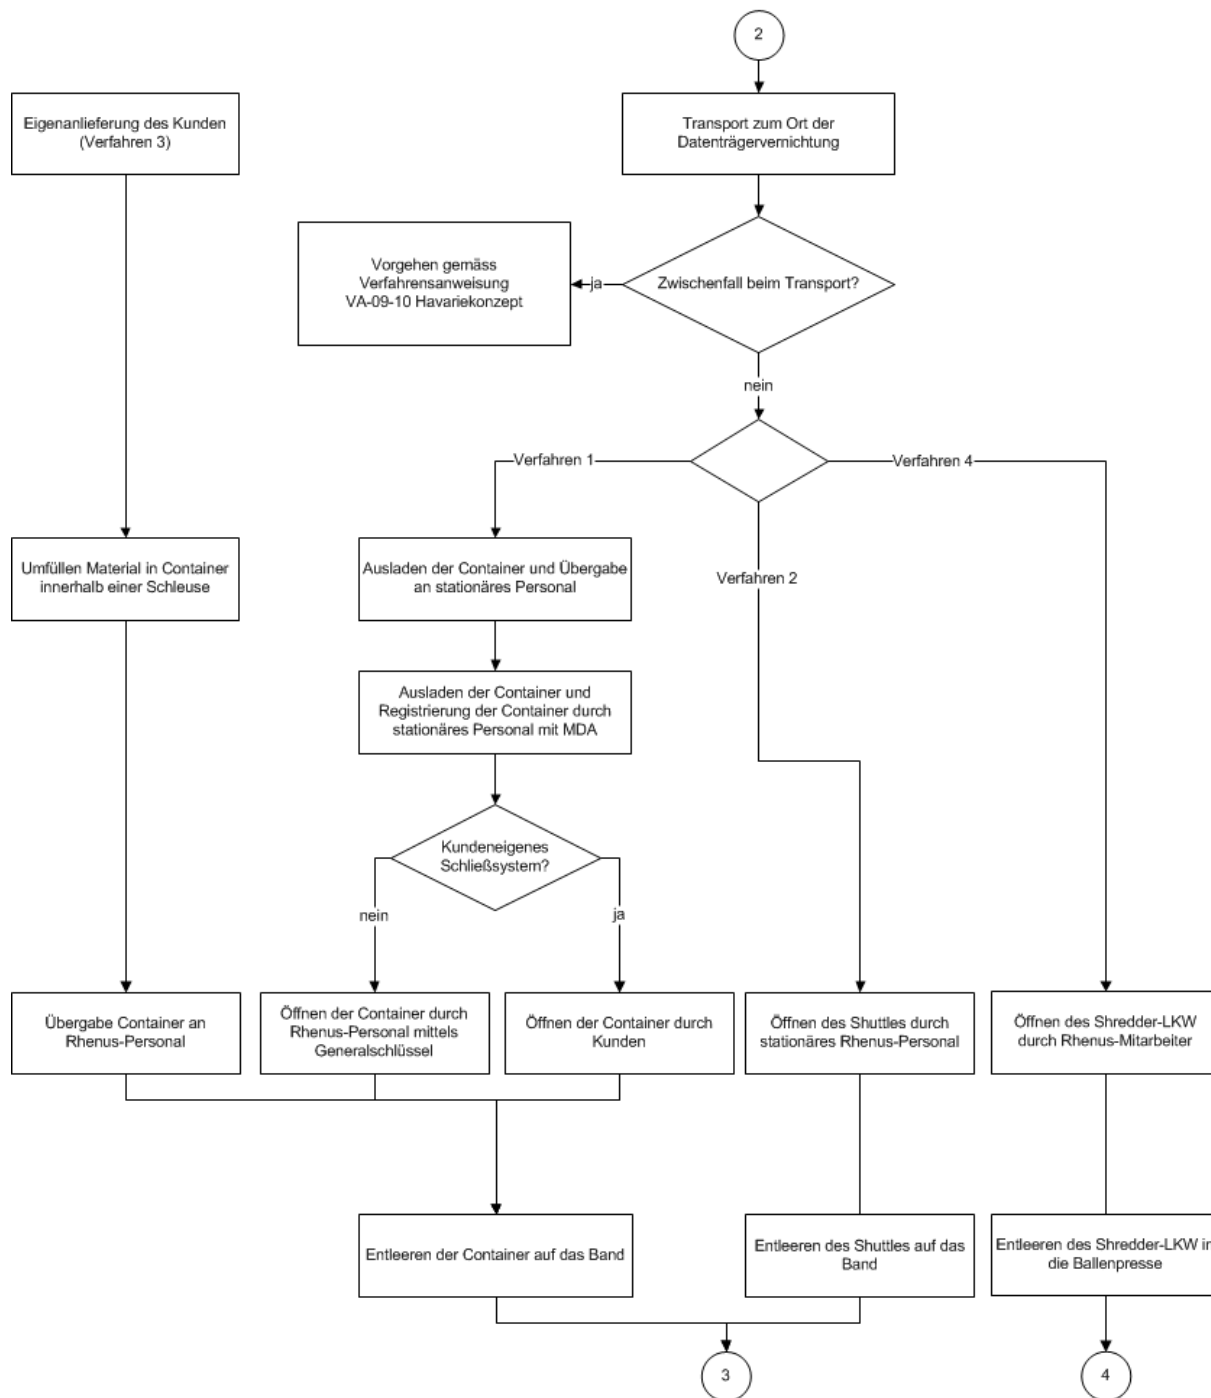 2
Eigenanlieferung des Kunden
(Verfahren 3)
Transport zum Ort der
Datenträgervernichtung
Vorgehen gemäss
Verfahrensanweisung
VA-09-10 Havariekonzept
ja
Zwischenfall beim Transport?
nein
Verfahren 1
Verfahren 4
Umfüllen Material in Container
innerhalb einer Schleuse
Ausladen der Container und Übergabe
an stationäres Personal
Verfahren 2
Ausladen der Container und
Registrierung der Container durch
stationäres Personal mit MDA
Kundeneigenes
Schließsystem?
nein
ja
Übergabe Container an
Rhenus-Personal
Öffnen der Container durch
Rhenus-Personal mittels
Generalschlüssel
Öffnen der Container durch
Kunden
Öffnen des Shuttles durch
stationäres Rhenus-Personal
Öffnen des Shredder-LKW
durch Rhenus-Mitarbeiter
Entleeren der Container auf das Band
Entleeren des Shuttles auf das
Band
Entleeren des Shredder-LKW in
die Ballenpresse
3
4